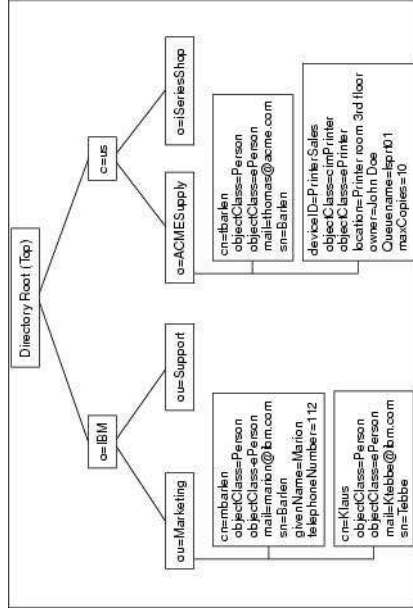 Directory Root (Top)
o=IBM
c=us
ou=Marketing
ou=Support
o=ACMESupply
o=iSeriesShop
cn=mbarlen
objectClass=Person
objectClass-ePerson
mail=marion@ibm.com
sn=Barlen
givenName=Marion
telephoneNumber=112
cn=Klaus
objectClass=Person
objectClass=ePerson
mail=Ktebbe@ibm.com
sn=Tebbe
cn=tbarlen
objectClass=Person
objectClass=ePerson
mail=thomas@acme.com
sn=Barlen
deviceID=PrinterSales
objectClass=cimPrinter
objectClass=ePrinter
location=Printer room 3rd floor
owner=John Doe
Queuename=lsprt01
maxCopies=10